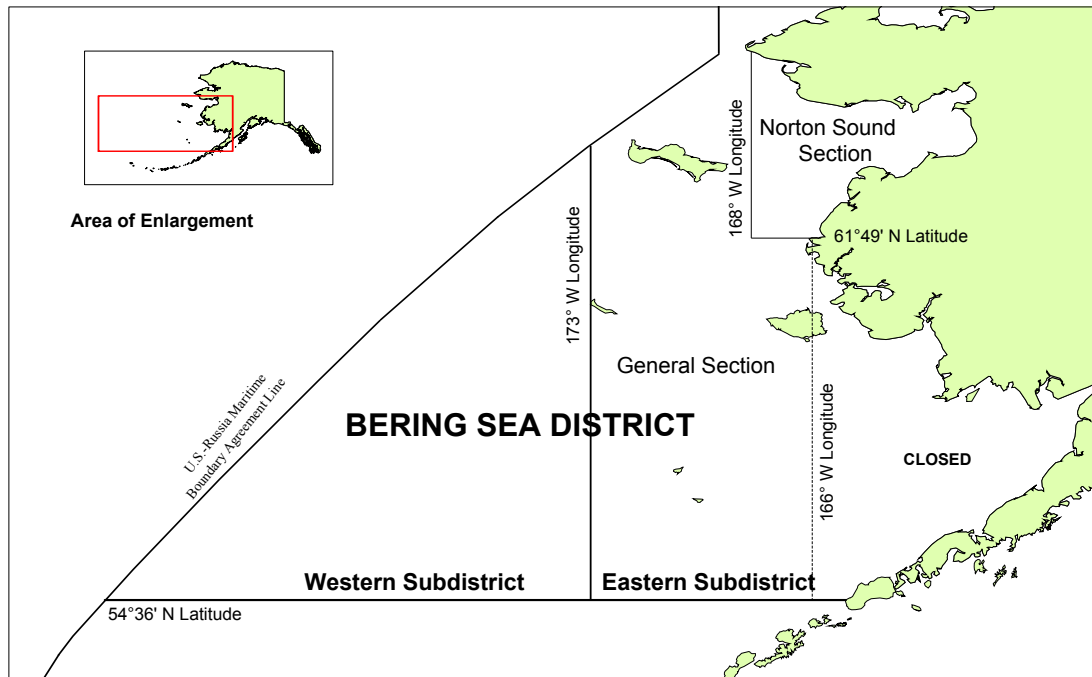 Area of Enlargement
Norton Sound
Section
168° W Longitude
61°49' N Latitude
173° W Longitude
General Section
U.S.-Russia Maritime
Boundary Agreement Line
BERING SEA DISTRICT
166° W Longitude
CLOSED
Western Subdistrict
Eastern Subdistrict
54°36' N Latitude